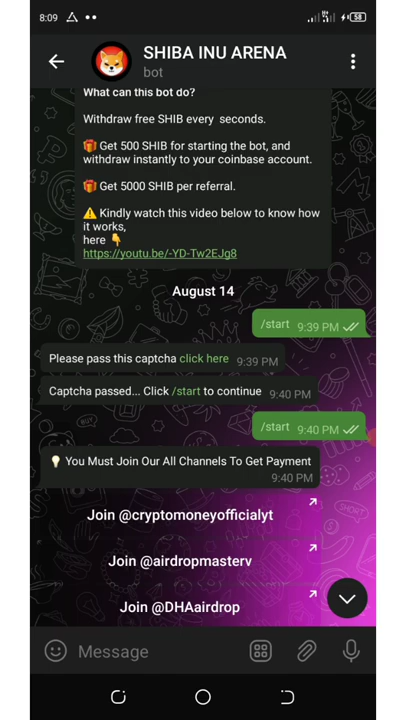 8:09
58
SHIBA INU ARENA
bot
What can this bot do?
Withdraw free SHIB every seconds.
🎁 Get 500 SHIB for starting the bot, and
withdraw instantly to your coinbase account.
🎁 Get 5000 SHIB per referral.
⚠️ Kindly watch this video below to know how
it works,
here 👇
https://youtu.be/-YD-Tw2EJg8
August 14
/start 9:39 PM
Please pass this captcha click here 9:39 PM
Captcha passed... Click /start to continue 9:40 PM
/start 9:40 PM
💡 You Must Join Our All Channels To Get Payment
9:40 PM
Join @cryptomoneyofficialyt
Join @airdropmasterv
Join @DHAairdrop
Message